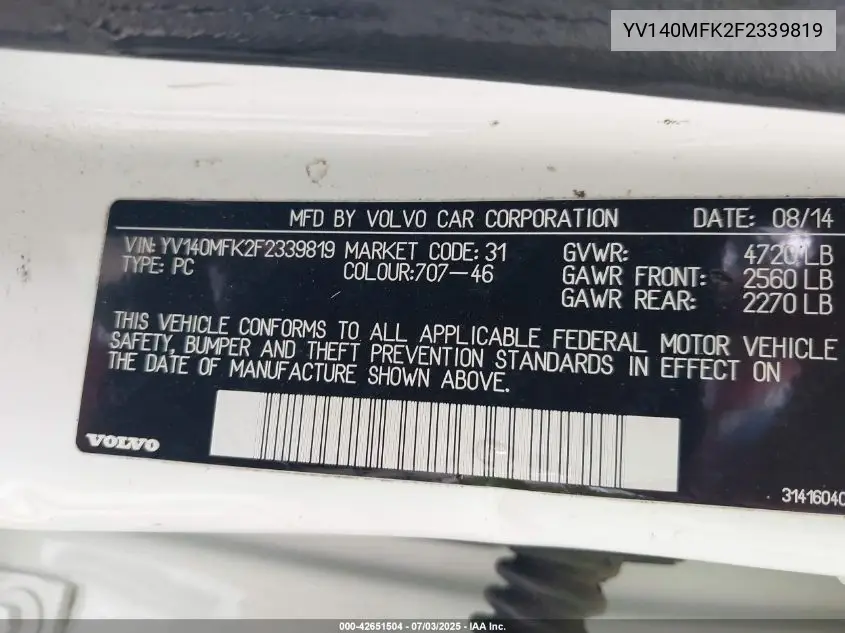 YV140MFK2F2339819
MFD BY VOLVO CAR CORPORATION DATE: 08/14
VIN: YV140MFK2F2339819 MARKET CODE: 31 GVWR: 4720 LB
TYPE: PC COLOUR:707-46 GAWR FRONT: 2560 LB
GAWR REAR: 2270 LB
THIS VEHICLE CONFORMS TO ALL APPLICABLE FEDERAL MOTOR VEHICLE
SAFETY, BUMPER AND THEFT PREVENTION STANDARDS IN EFFECT ON
THE DATE OF MANUFACTURE SHOWN ABOVE.
VOLVO
31416040
000-42651504 / 07/03/2025 - IAA Inc.